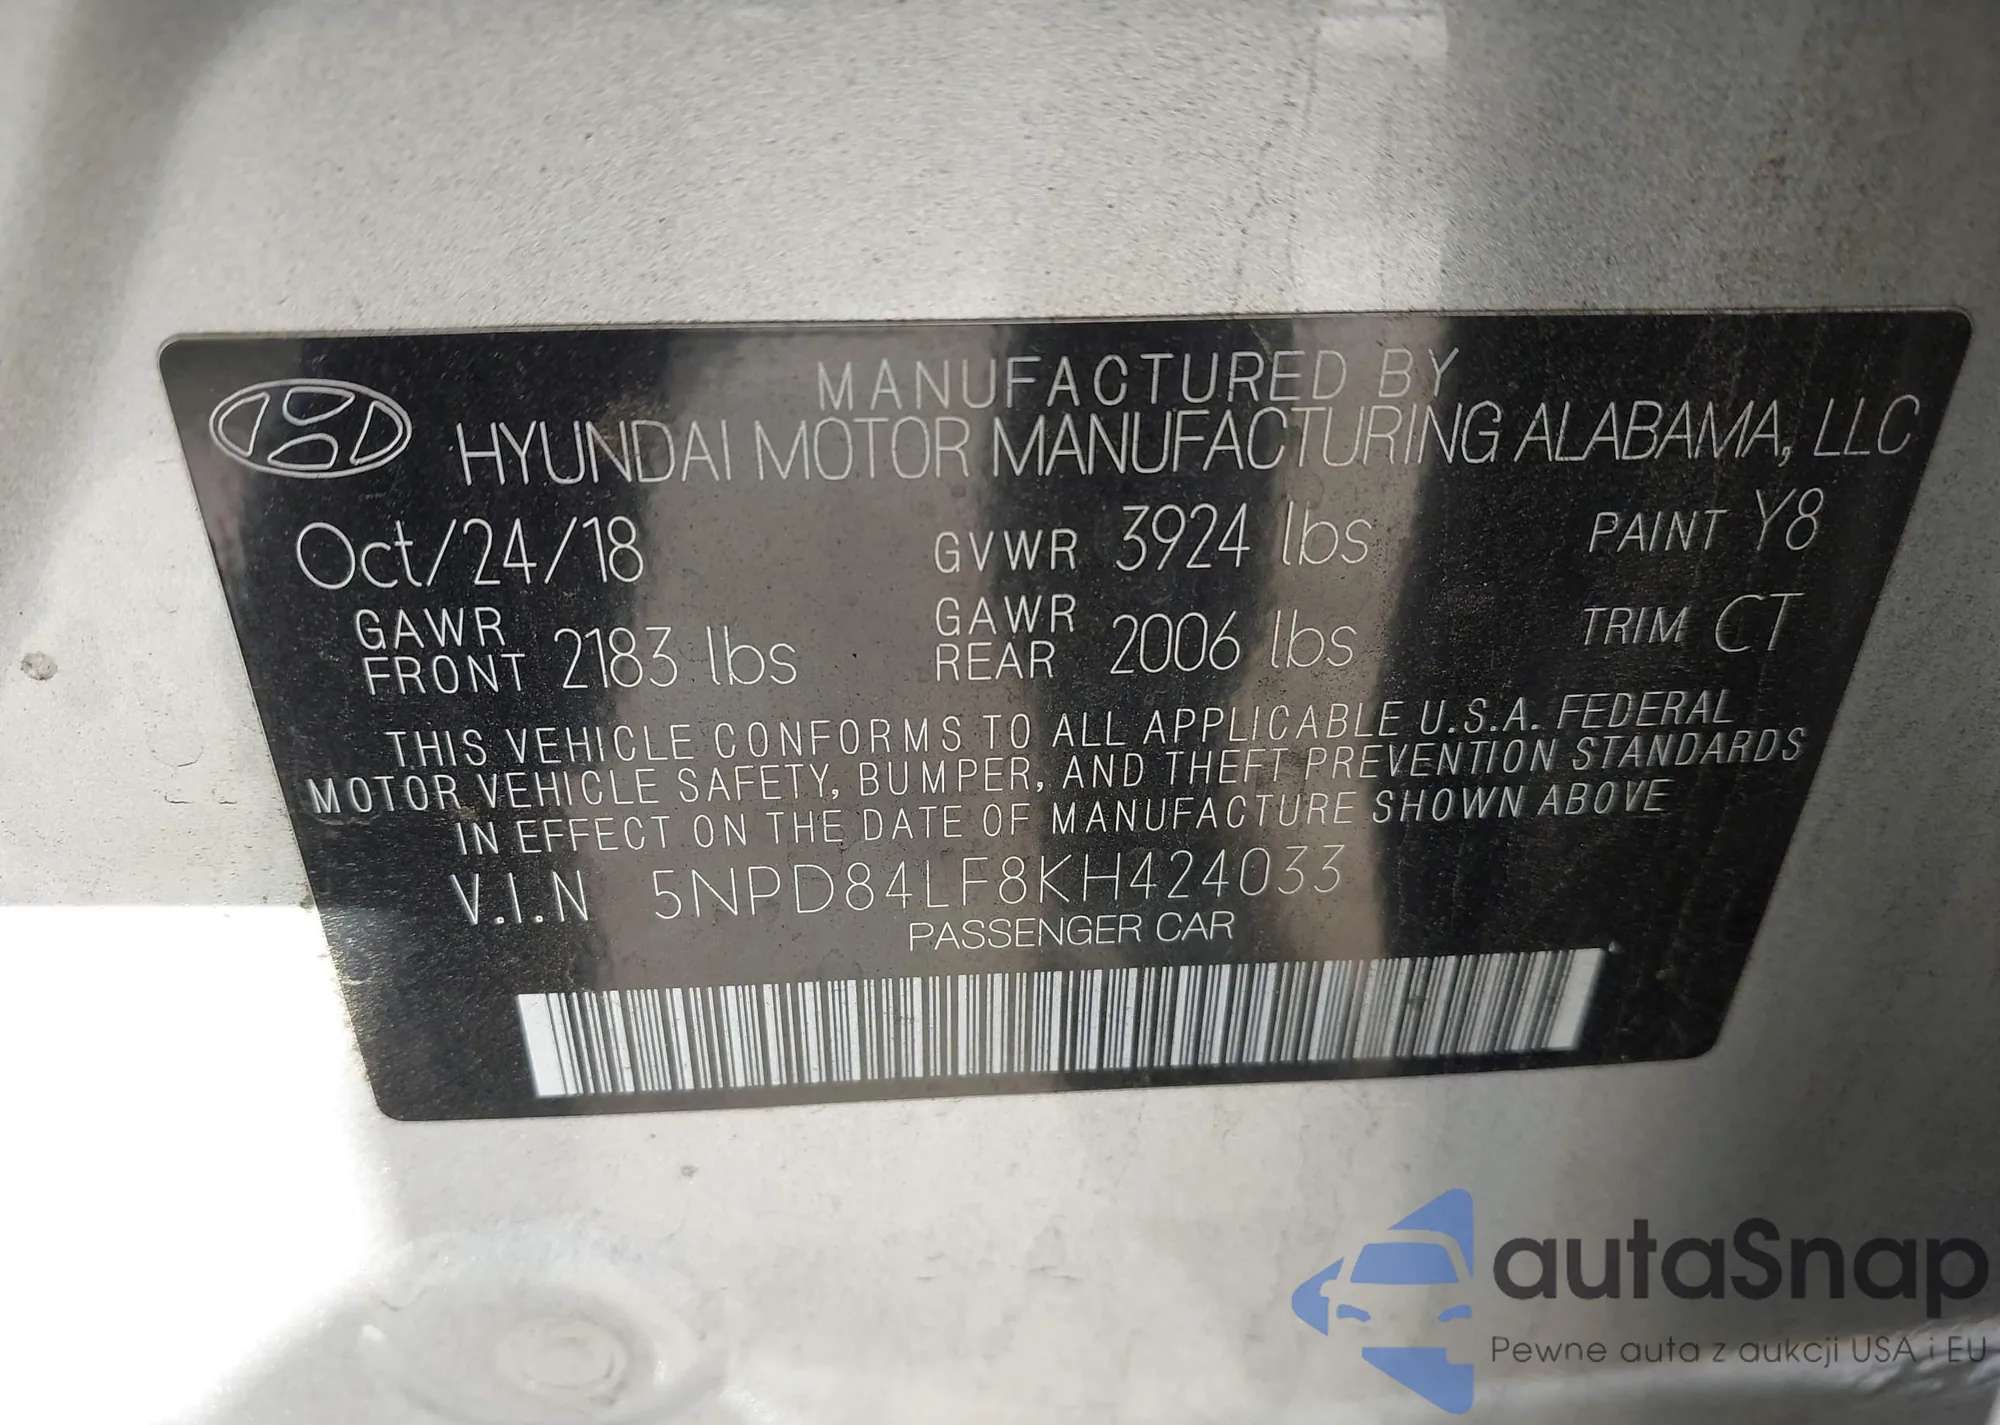 MANUFACTURED BY
HYUNDAI MOTOR MANUFACTURING ALABAMA, LLC
Oct/24/18 GVWR 3924 lbs PAINT Y8
GAWR FRONT 2183 lbs GAWR REAR 2006 lbs TRIM CT
THIS VEHICLE CONFORMS TO ALL APPLICABLE U.S.A. FEDERAL
MOTOR VEHICLE SAFETY, BUMPER, AND THEFT PREVENTION STANDARDS
IN EFFECT ON THE DATE OF MANUFACTURE SHOWN ABOVE
V.I.N 5NPD84LF8KH424033
PASSENGER CAR
autaSnap
Pewne auta z aukcji USA i EU